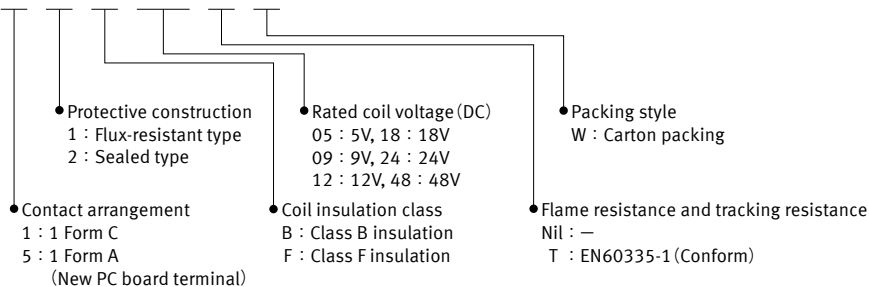 Protective construction
1：Flux-resistant type
2：Sealed type
Rated coil voltage（DC）
05：5V, 18：18V
09：9V, 24：24V
12：12V, 48：48V
Packing style
W：Carton packing
Contact arrangement
1：1 Form C
5：1 Form A
（New PC board terminal）
Coil insulation class
B：Class B insulation
F：Class F insulation
Flame resistance and tracking resistance
Nil：—
T：EN60335-1（Conform）